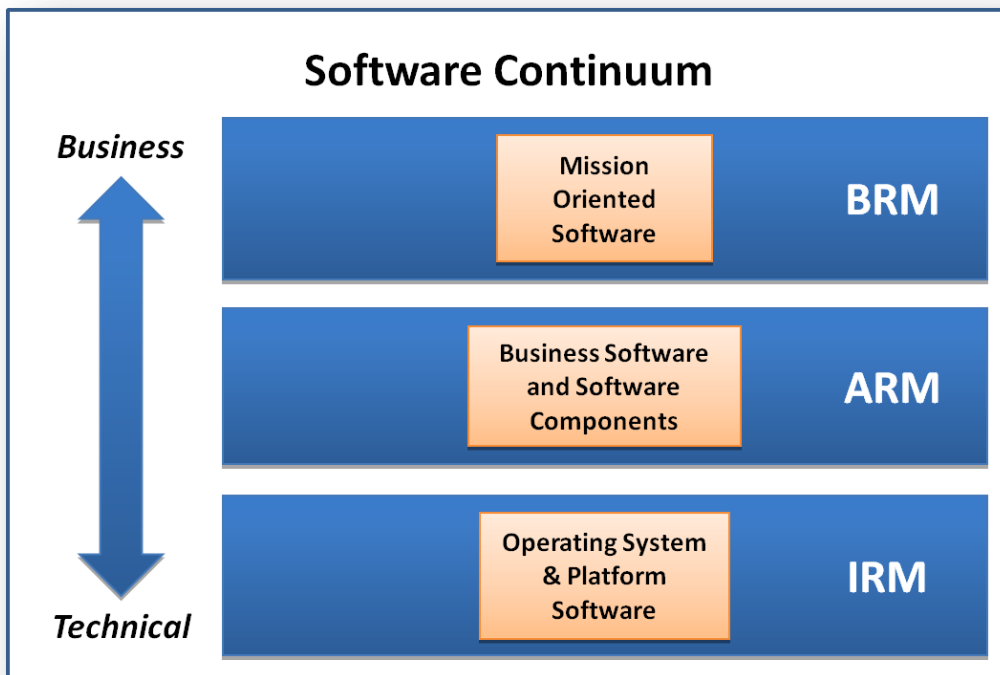 Software Continuum
Business
Mission
Oriented
Software
BRM
Business Software
and Software
Components
ARM
Operating System
& Platform
Software
IRM
Technical